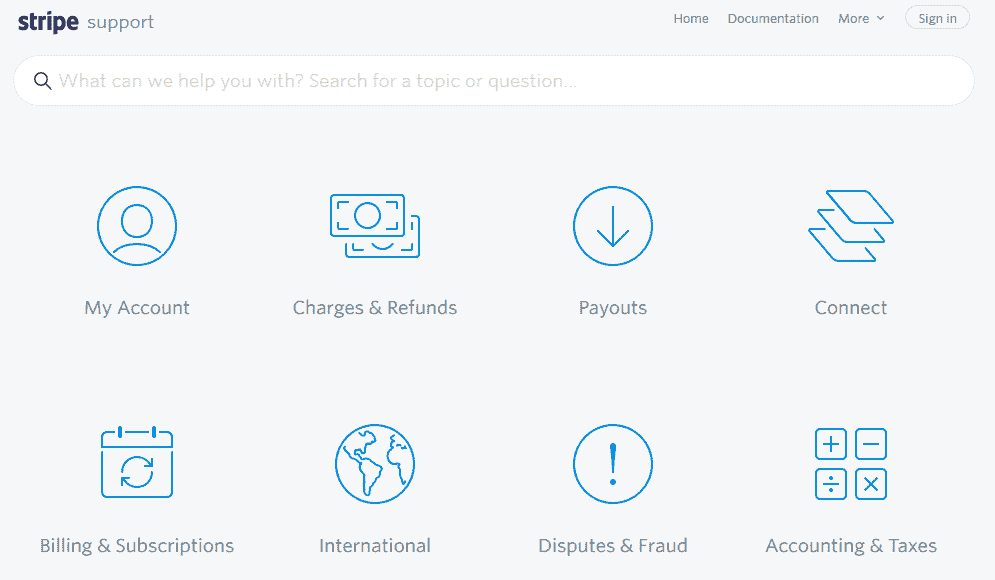 stripe support
Home Documentation More Sign in
What can we help you with? Search for a topic or question...
My Account
Charges & Refunds
Payouts
Connect
Billing & Subscriptions
International
Disputes & Fraud
Accounting & Taxes